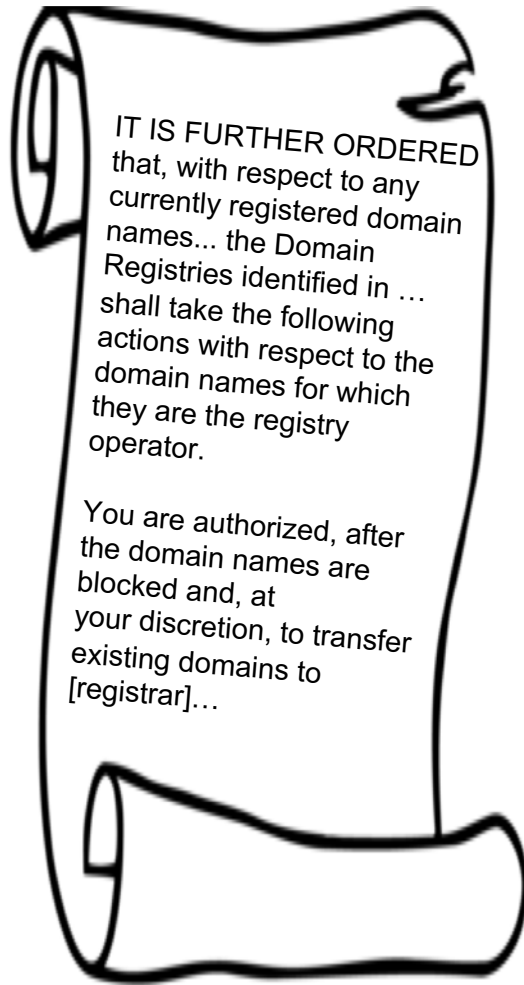 IT IS FURTHER ORDERED
that, with respect to any
currently registered domain
names... the Domain
Registries identified in …
shall take the following
actions with respect to the
domain names for which
they are the registry
operator.
You are authorized, after
the domain names are
blocked and, at
your discretion, to transfer
existing domains to
[registrar]…